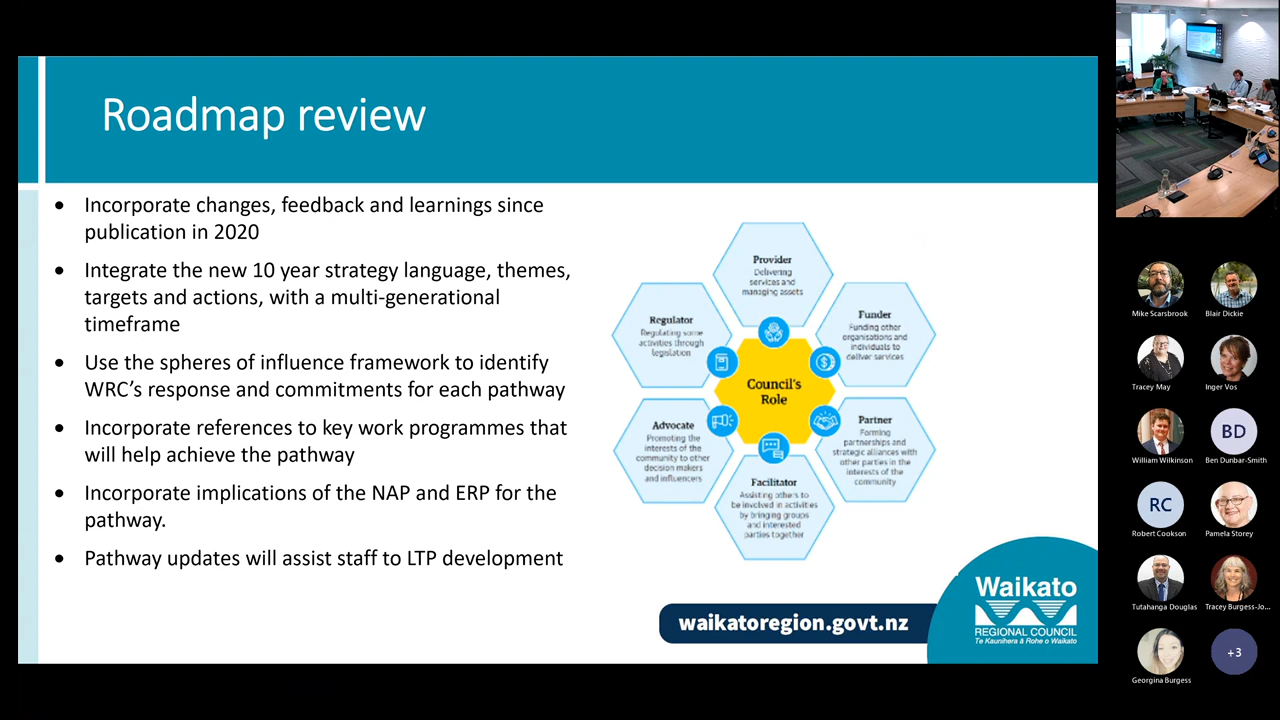 Roadmap review
Incorporate changes, feedback and learnings since
publication in 2020
Integrate the new 10 year strategy language, themes,
targets and actions, with a multi-generational
timeframe
Use the spheres of influence framework to identify
WRC's response and commitments for each pathway
Incorporate references to key work programmes that
will help achieve the pathway
Incorporate implications of the NAP and ERP for the
pathway.
Pathway updates will assist staff to LTP development
Provider
Delivering
services and
managing assets
Funder
Funding other
organisations and
individuals to
deliver services
Partner
Forming
partnerships and
strategic alliances with
other parties in the
interests of the
community
Facilitator
Assisting others to
be involved in activities
by bringing groups
and interested
parties together
Advocate
Promoting the
interests of the
community to other
decision makers
and influencers
Regulator
Regulating some
activities through
legislation
Council's
Role
waikatoregion.govt.nz
Waikato
REGIONAL COUNCIL
Te Kaunihera ā Rohe o Waikato
Mike Scarsbrook
Blair Dickie
Tracey May
Inger Vos
William Wilkinson
BD
Ben Dunbar-Smith
RC
Robert Cookson
Pamela Storey
Tutahanga Douglas
Tracey Burgess-Jo...
Georgina Burgess
+3